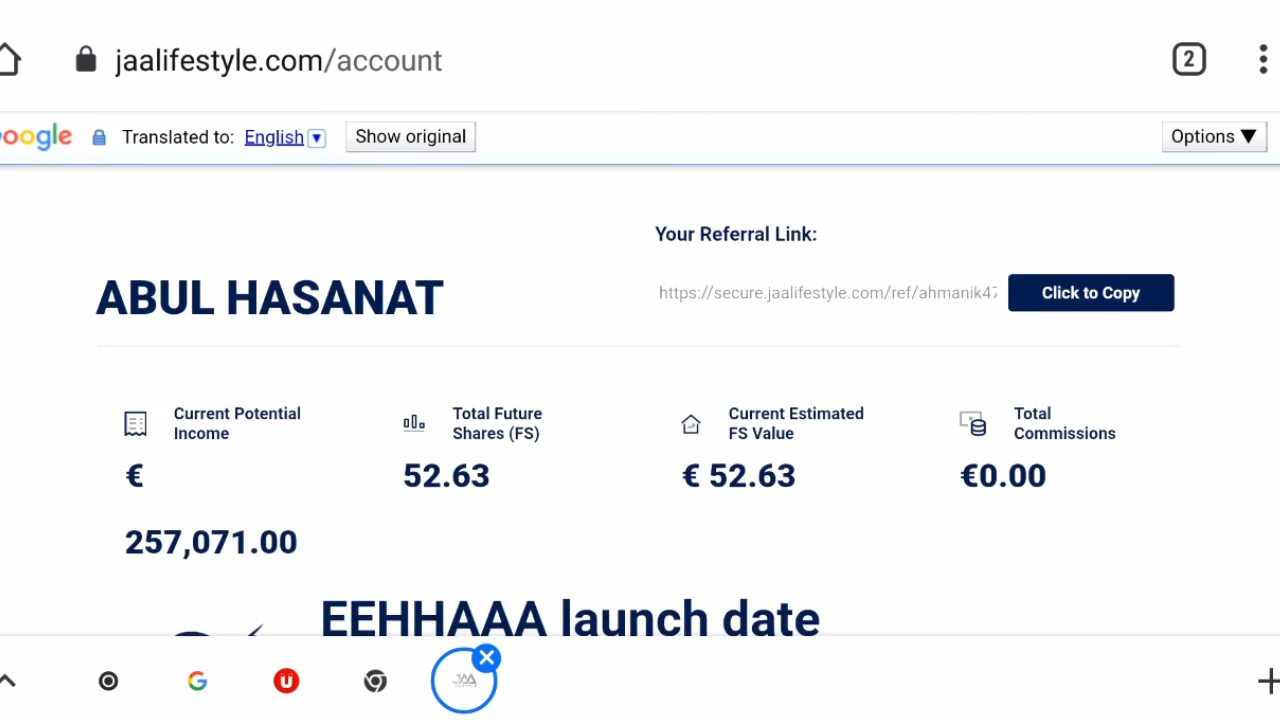 jaalifestyle.com/account
2
oogle Translated to: English Show original Options
Your Referral Link:
ABUL HASANAT
https://secure.jaalifestyle.com/ref/ahmanik47
Click to Copy
Current Potential
Income
€
257,071.00
Total Future
Shares (FS)
52.63
Current Estimated
FS Value
€ 52.63
Total
Commissions
€0.00
EEHHAAA launch date
JAA